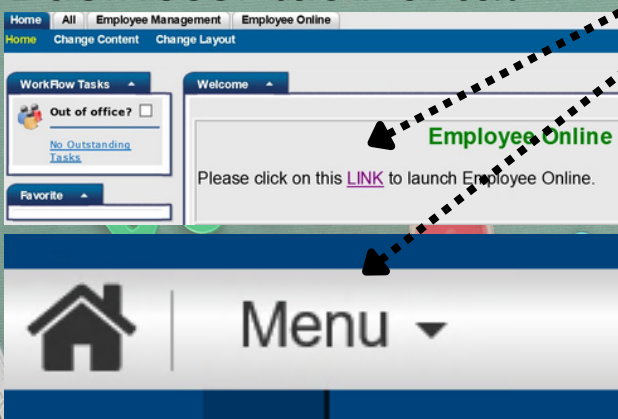 Home All Employee Management Employee Online
Home Change Content Change Layout
WorkFlow Tasks
Out of office?
No Outstanding
Tasks
Favorite
Welcome
Employee Online
Please click on this LINK to launch Employee Online.
Menu